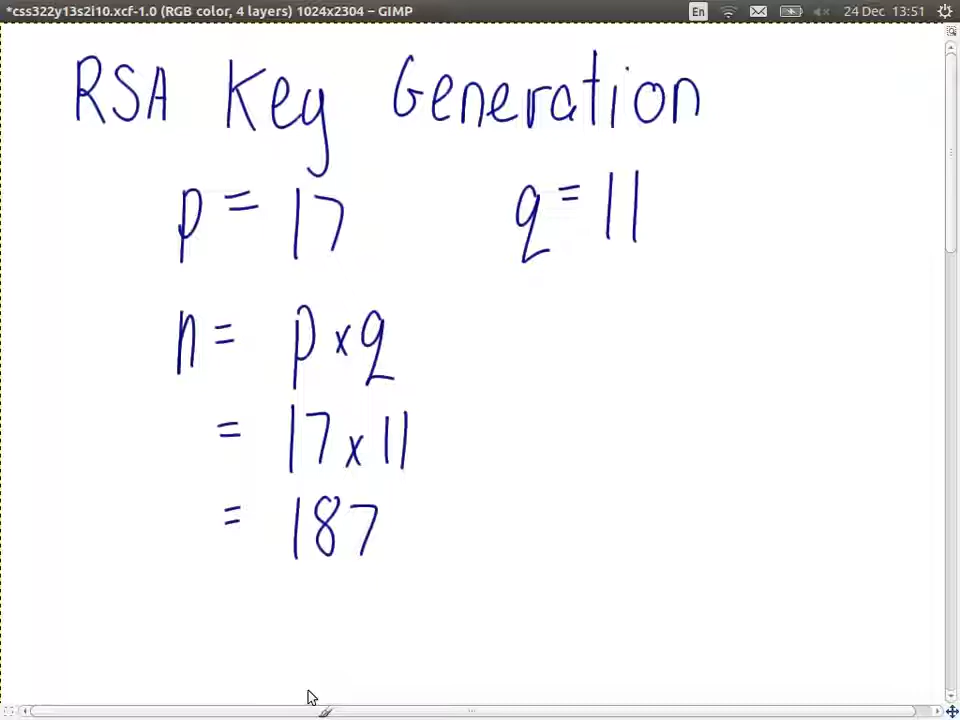 *css322y13s2i10.xcf-1.0 (RGB color, 4 layers) 1024x2304 – GIMP En 24 Dec 13:51
RSA Key Generation
p = 17 q = 11
n = p x q
= 17 x 11
= 187